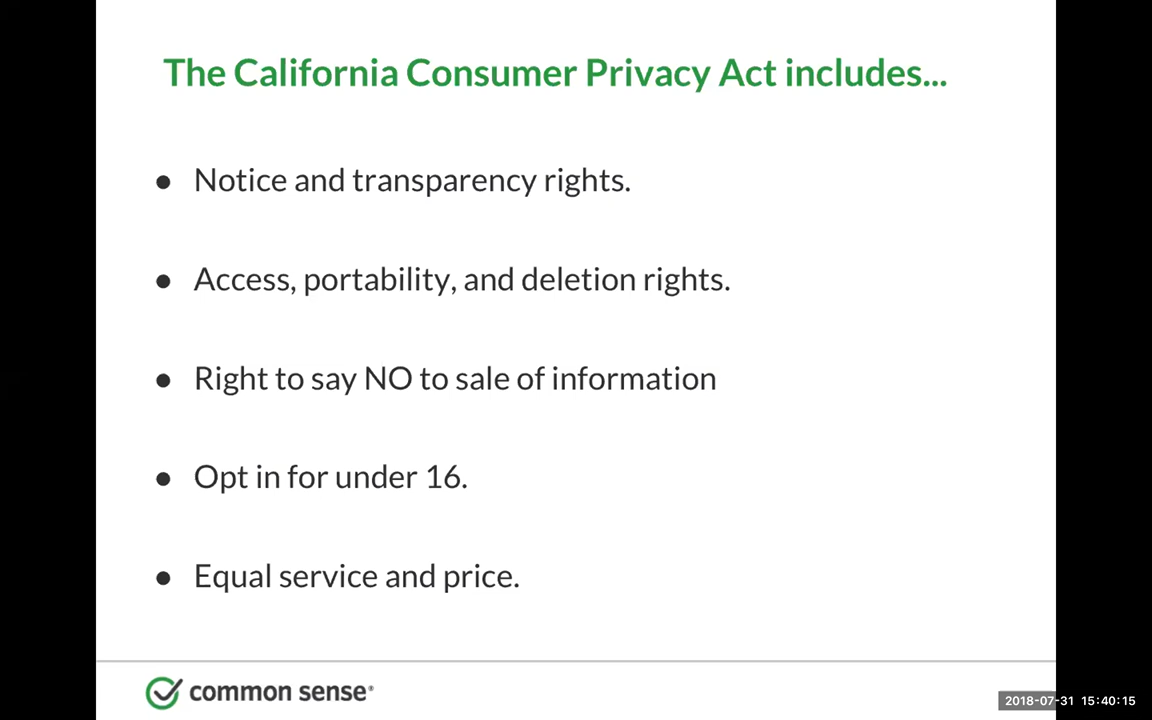 The California Consumer Privacy Act includes...
● Notice and transparency rights.
● Access, portability, and deletion rights.
● Right to say NO to sale of information
● Opt in for under 16.
● Equal service and price.
common sense®
2018-07-31 15:40:15